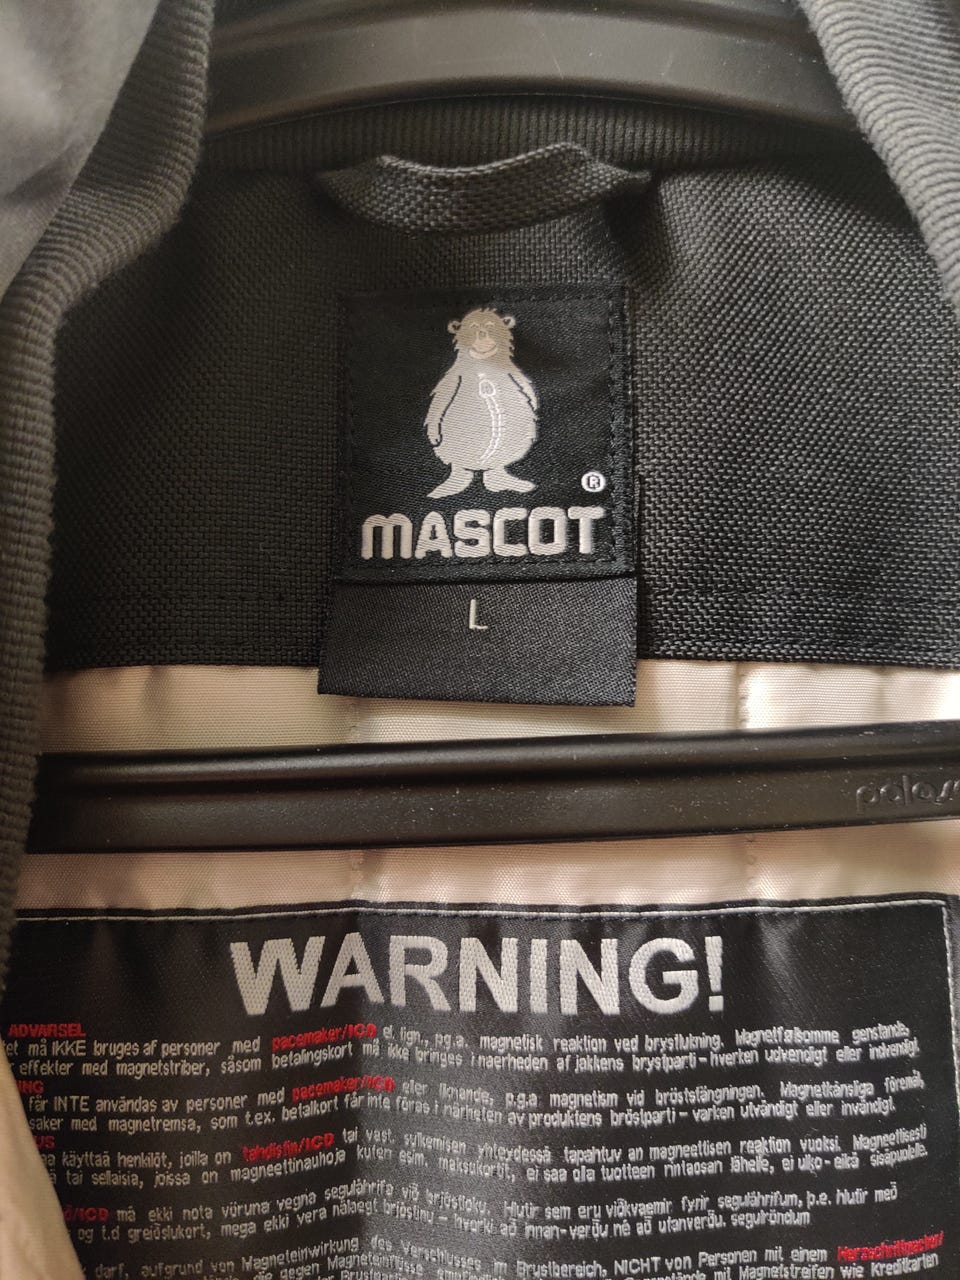 ®
MASCOT
L
WARNING!
ADVARSEL
må IKKE bruges af personer med pacemaker/ICD el. lign., p.g.a. magnetisk reaktion ved brystlukning. Magnetfølsomme genstande,
effekter med magnetstriber, såsom betalingskort må ikke bringes i nærheden af jakkens brystparti - hverken udvendigt eller indvendigt.
får INTE användas av personer med pacemaker/ICD eller liknande, p.g.a. magnetism vid bröststängningen. Magnetkänsliga föremål,
saker med magnetremsa, som t.ex. betalkort får inte föras i närheten av produktens bröstparti - varken utvändigt eller invändigt.
käyttää henkilöt, joilla on tahdistin/ICD tai vast. sulkemisen yhteydessä tapahtuvan magneettisen reaktion vuoksi. Magneettisesti
tai sellaisia, joissa on magneettinauhoja kuten esim. maksukortit, ei saa olla tuotteen rintaosan lähelle, ei ulko- eikä sisäpuolelle.
/ICD má ekki nota vöruna vegna seguláhrifa við brjóstloku. Hlutir sem eru viðkvæmir fyrir seguláhrifum, þ.e. hlutir með
og t.d greiðslukort, mega ekki vera nálægt brjóstinu - hvorki að innan-verðu né að utanverðu.
darf, aufgrund von Magneteinwirkung des Verschlusses im Brustbereich, NICHT von Personen mit einem Herzschrittmacher/
mit Magnetstreifen wie Kreditkarten